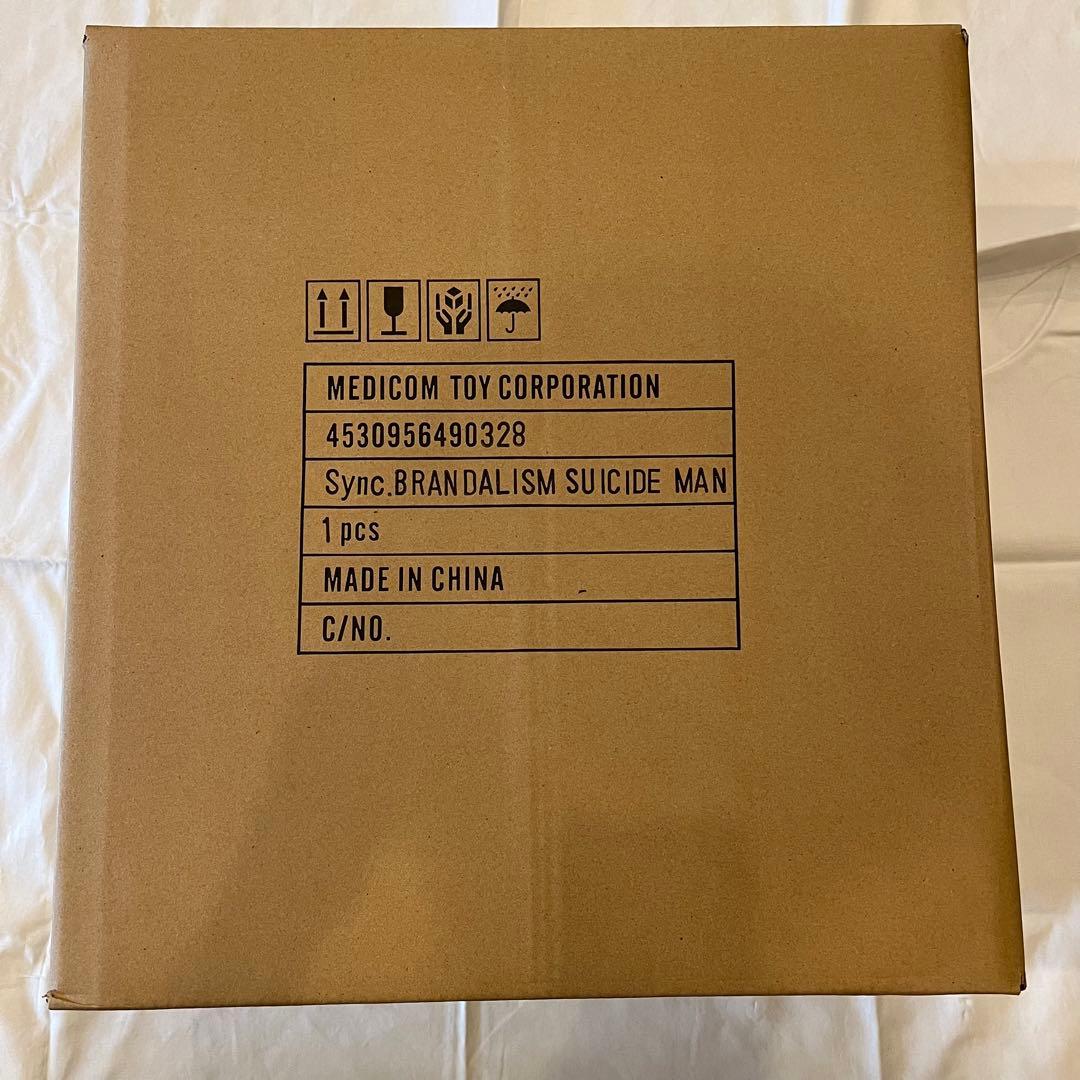 MEDICOM TOY CORPORATION
4530956490328
Sync.BRANDALISM SUICIDE MAN
1 pcs
MADE IN CHINA
C/NO.